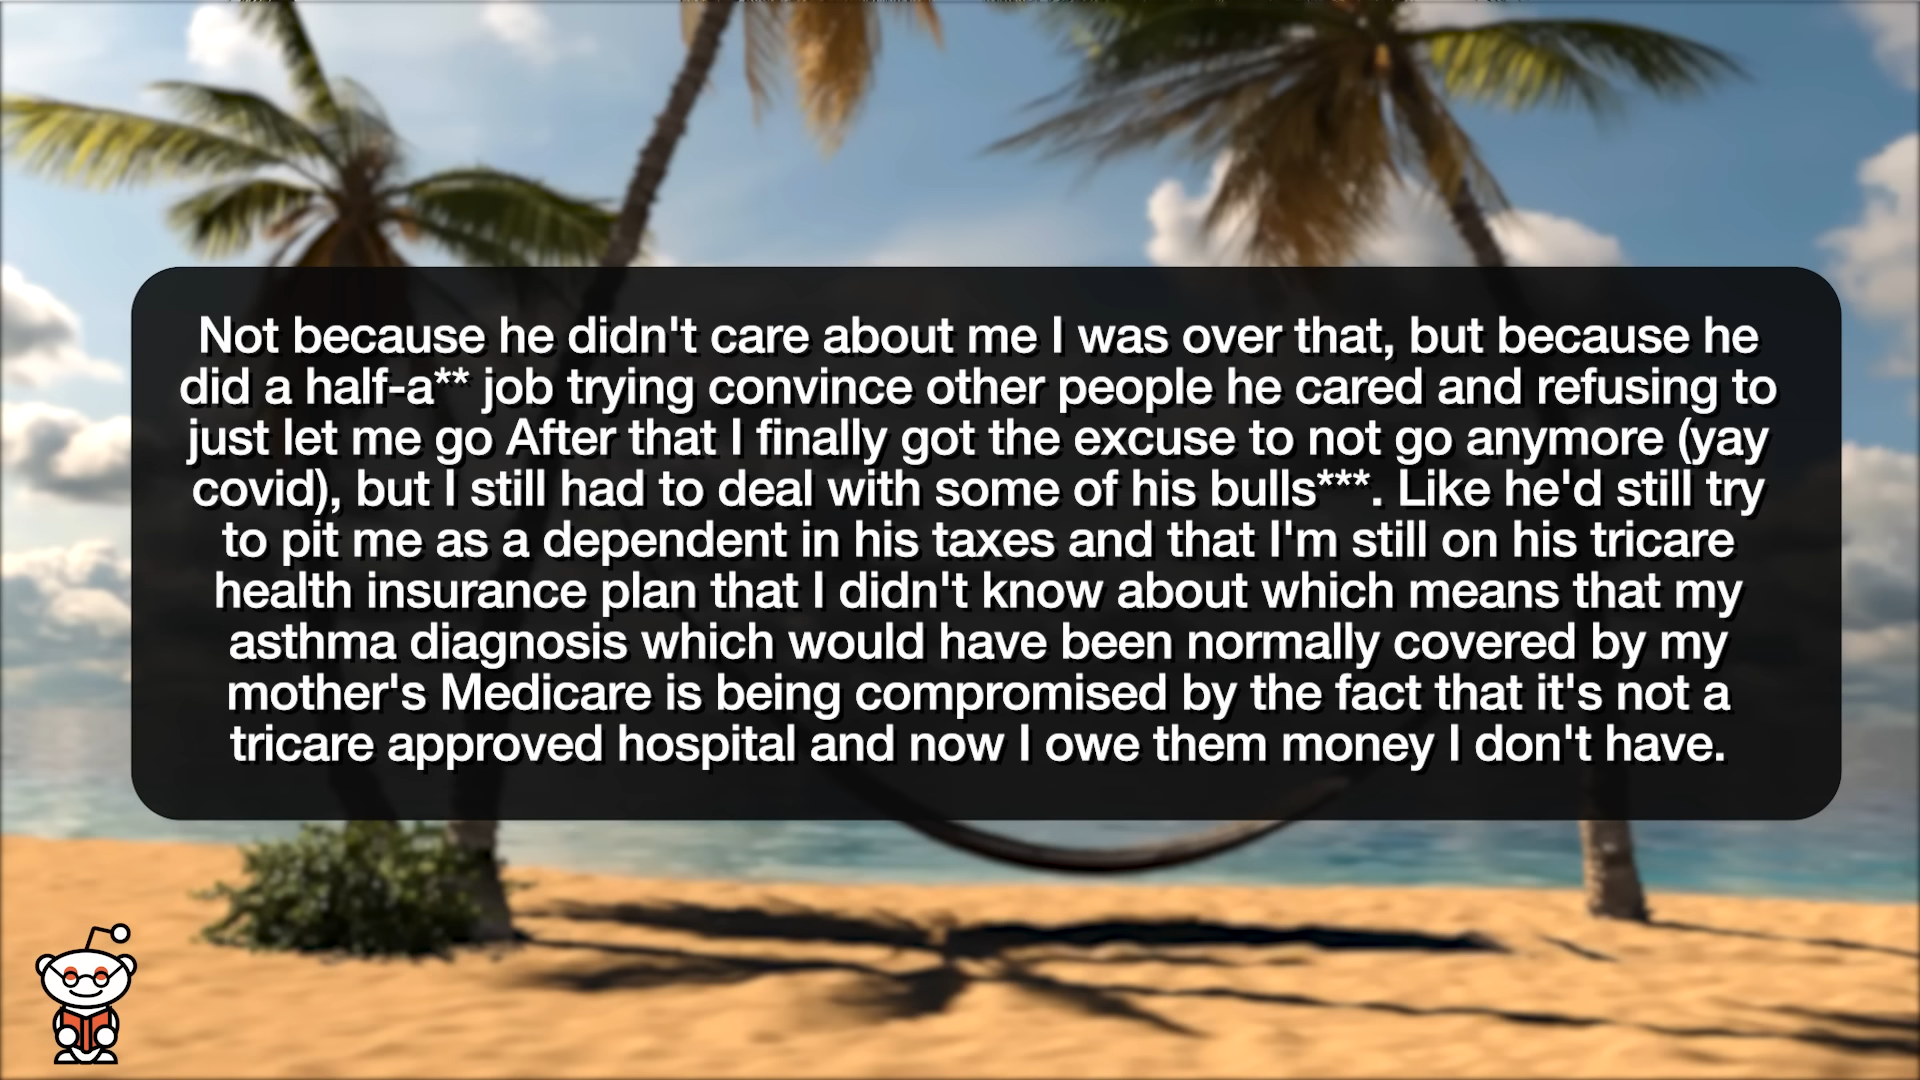 Not because he didn't care about me I was over that, but because he
did a half-a** job trying convince other people he cared and refusing to
just let me go After that I finally got the excuse to not go anymore (yay
covid), but I still had to deal with some of his bulls***. Like he'd still try
to pit me as a dependent in his taxes and that I'm still on his tricare
health insurance plan that I didn't know about which means that my
asthma diagnosis which would have been normally covered by my
mother's Medicare is being compromised by the fact that it's not a
tricare approved hospital and now I owe them money I don't have.